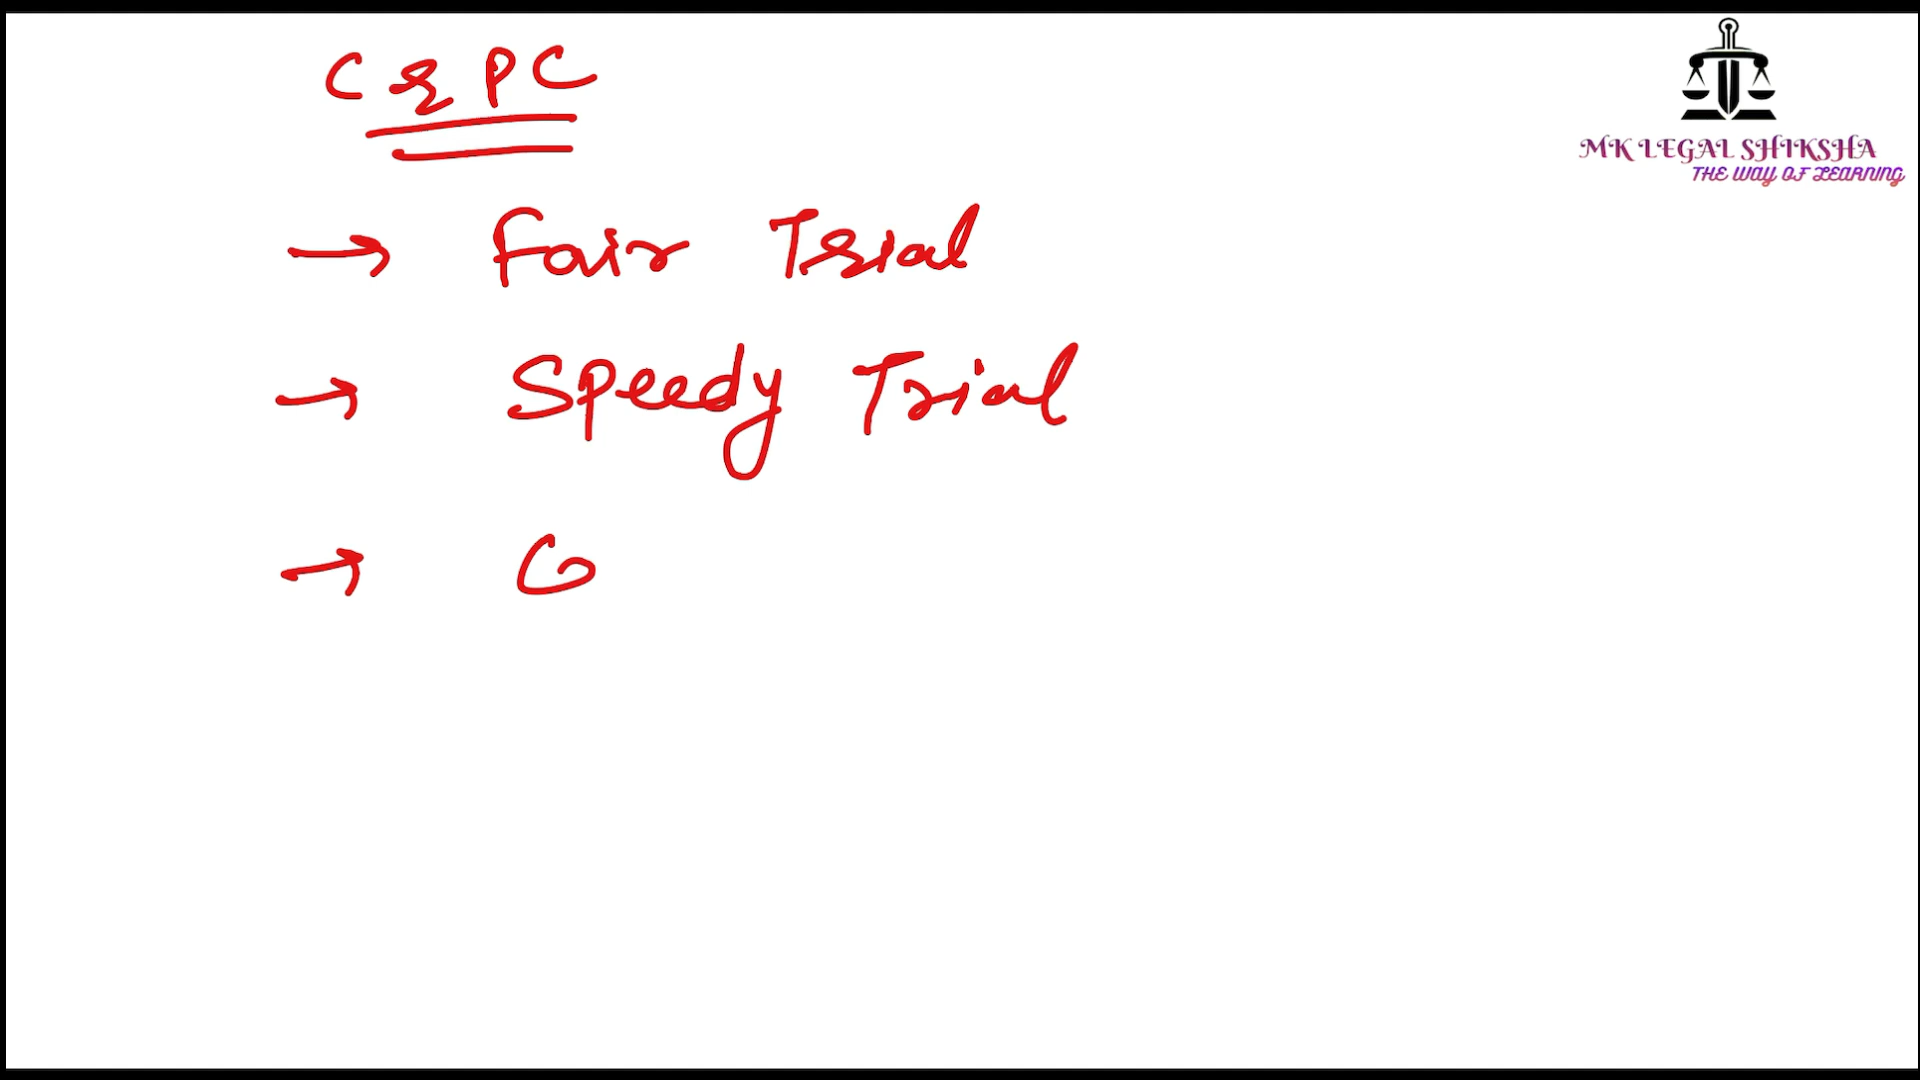 CrPC
MK LEGAL SHIKSHA
THE WAY OF LEARNING
→ Fair Trial
→ Speedy Trial
→